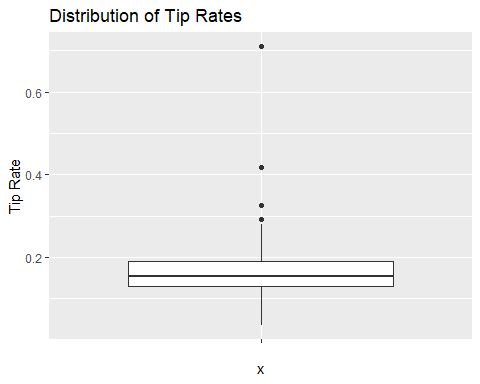 Distribution of Tip Rates
Tip Rate
0.6
0.4
0.2
x